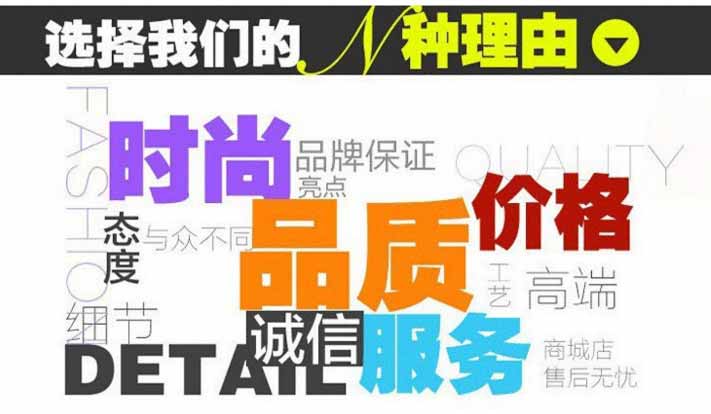 选择我们的N种理由
FASHION
时尚
品牌保证
亮点
QUALITY
价格
态度
与众不同
品质
工艺
高端
细节
诚信
服务
商城店
售后无忧
DETAIL